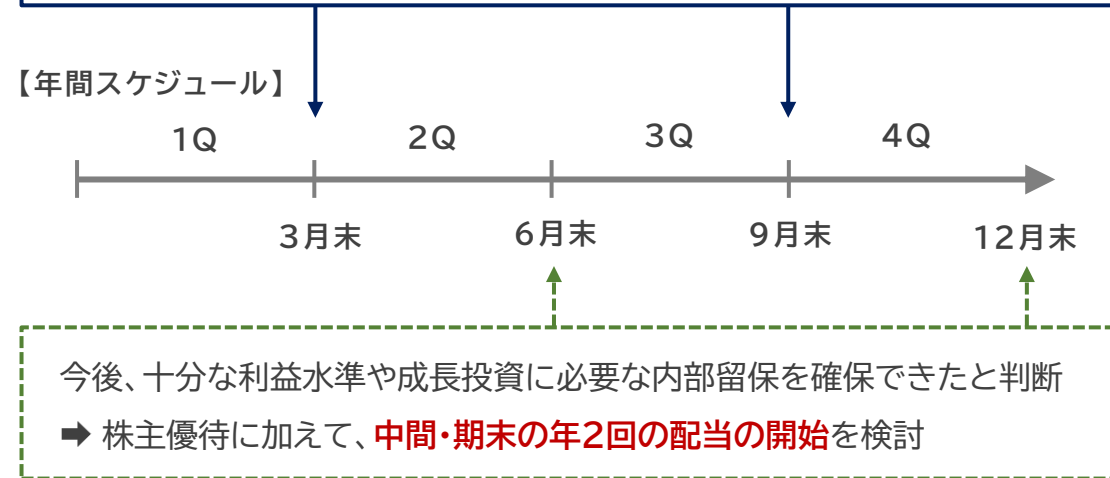 【年間スケジュール】
1Q 2Q 3Q 4Q
3月末 6月末 9月末 12月末
今後、十分な利益水準や成長投資に必要な内部留保を確保できたと判断
➡ 株主優待に加えて、中間・期末の年2回の配当の開始を検討